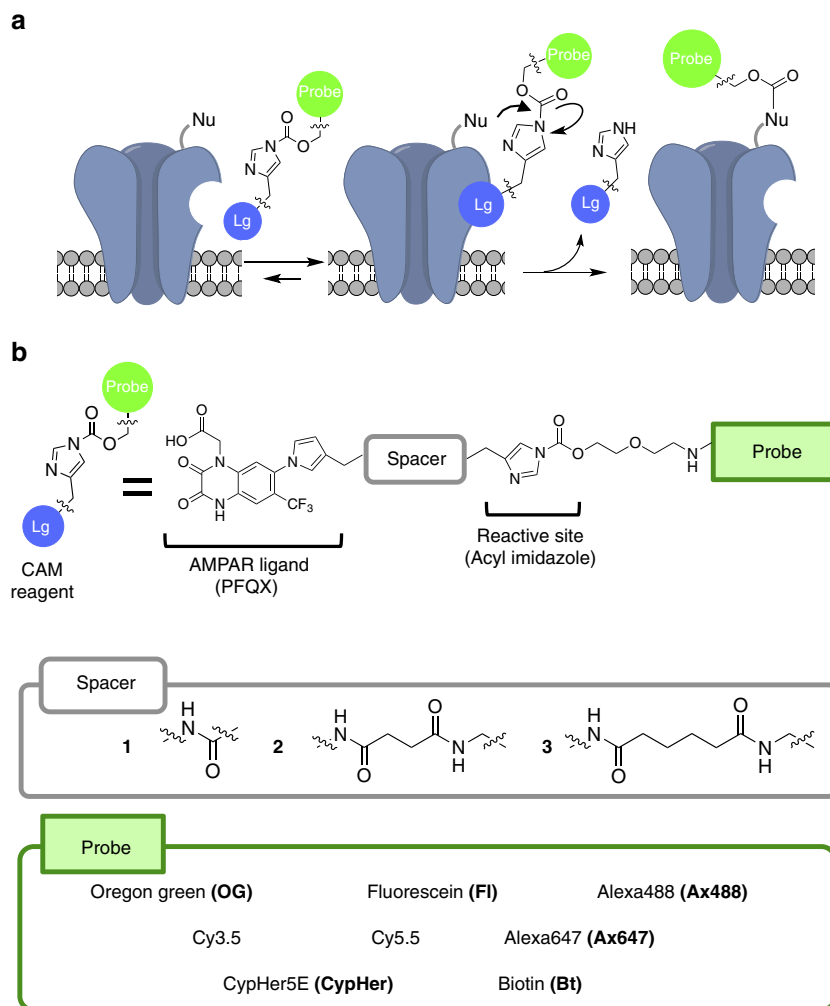 a
Probe
Nu
N
N
O
O
Lg
Nu
Probe
O
O
N
N
Lg
NH
N
Lg
Probe
O
O
Nu
b
Probe
O
N
O
N
Lg
CAM
reagent
=
O
HO
N
N
O
O
N
H
CF3
AMPAR ligand
(PFQX)
Spacer
O
N
O
N
O
N
H
Probe
Reactive site
(Acyl imidazole)
Spacer
1
H
N
O
2
H
N
O
O
N
H
3
H
N
O
O
N
H
Probe
Oregon green (OG) Fluorescein (Fl) Alexa488 (Ax488)
Cy3.5 Cy5.5 Alexa647 (Ax647)
CypHer5E (CypHer) Biotin (Bt)